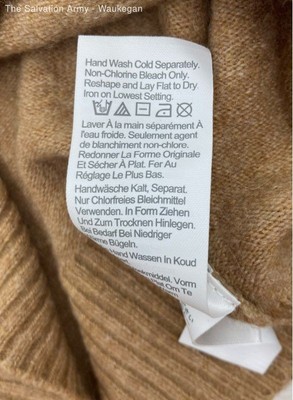 The Salvation Army - Waukegan
Hand Wash Cold Separately.
Non-Chlorine Bleach Only.
Reshape and Lay Flat to Dry
Iron on Lowest Setting.
Laver À la main séparément À
l'eau froide. Seulement agent
de blanchiment non-chlore.
Redonner La Forme Originale
Et Sécher À Plat. Fer Au
Réglage Le Plus Bas.
Handwäsche Kalt, Separat.
Nur Chlorfreies Bleichmittel
Verwenden. In Form Ziehen
Und Zum Trocknen Hinlegen.
Bei Bedarf Bei Niedriger
Bügeln.
Wassen in Koud
Vorm
Om Te